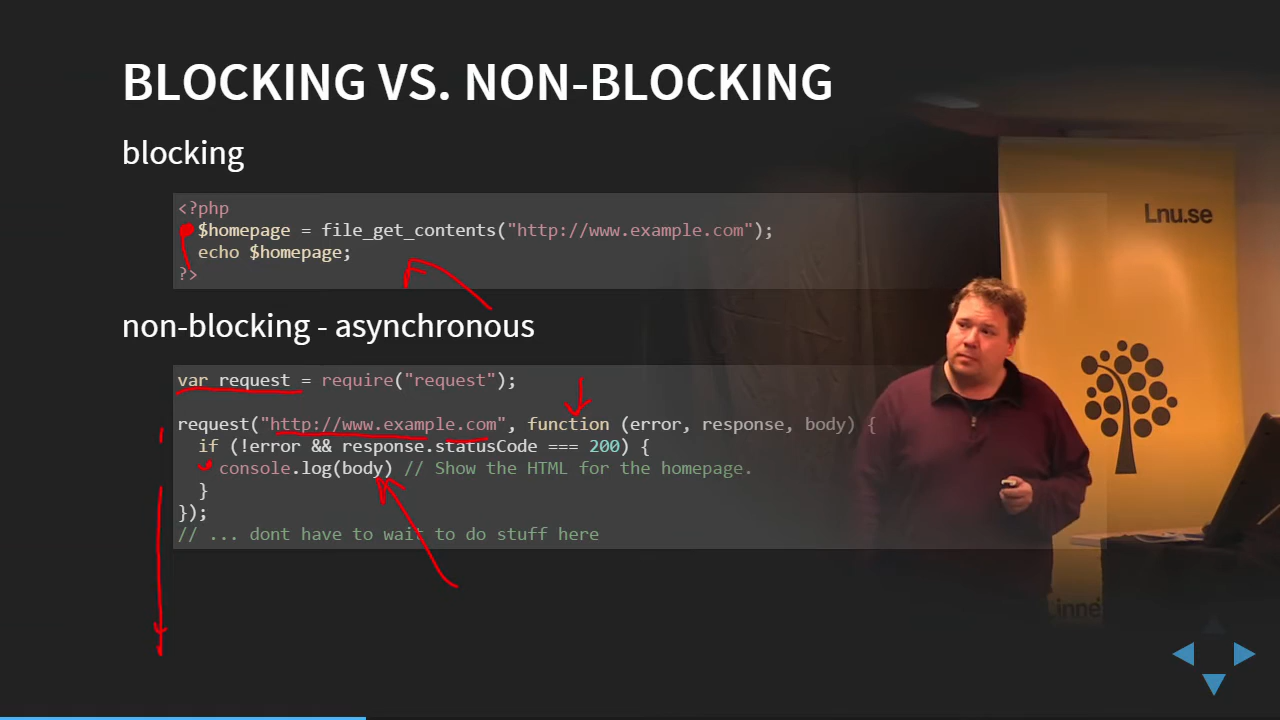 BLOCKING VS. NON-BLOCKING
blocking
<?php
$homepage = file_get_contents("http://www.example.com");
echo $homepage;
?>
non-blocking - asynchronous
var request = require("request");
request("http://www.example.com", function (error, response, body) {
if (!error && response.statusCode === 200) {
console.log(body) // Show the HTML for the homepage.
}
});
// ... dont have to wait to do stuff here
Lnu.se
Linne